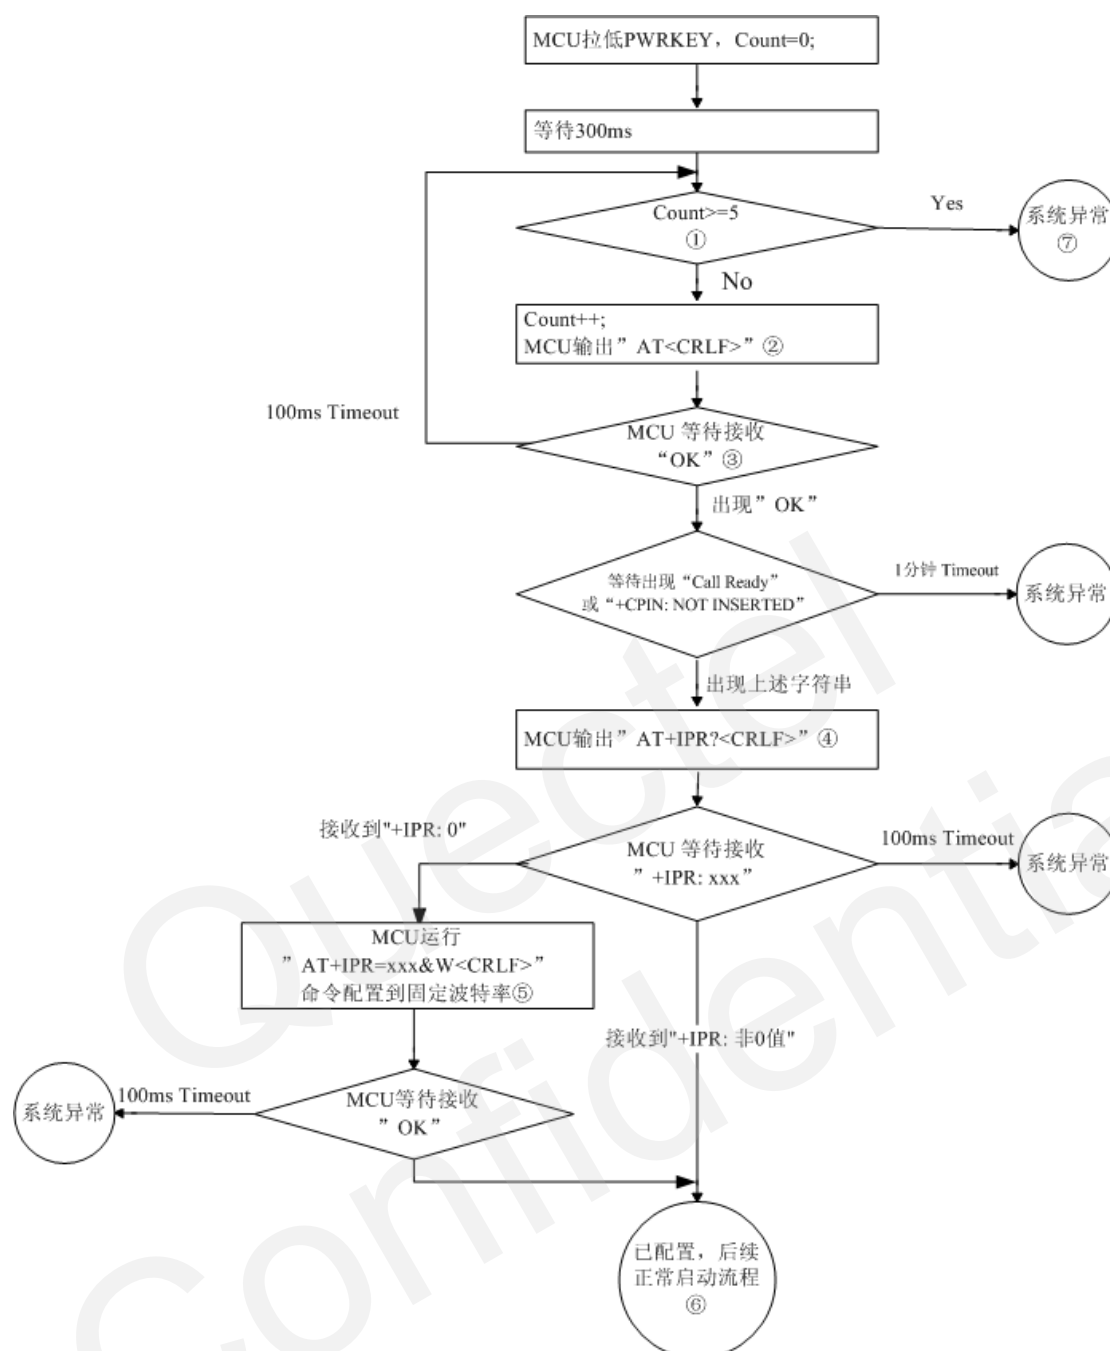 MCU拉低PWRKEY，Count=0;
等待300ms
Count>=5
①
Yes
系统异常
⑦
No
Count++;
MCU输出”AT<CRLF>”②
100ms Timeout
MCU 等待接收
“OK”③
出现”OK”
等待出现“Call Ready”
或“+CPIN: NOT INSERTED”
1分钟 Timeout
系统异常
出现上述字符串
MCU输出”AT+IPR?<CRLF>”④
接收到"+IPR: 0"
MCU 等待接收
”+IPR: xxx”
100ms Timeout
系统异常
MCU运行
”AT+IPR=xxx&W<CRLF>”
命令配置到固定波特率⑤
接收到"+IPR: 非0值"
系统异常
100ms Timeout
MCU等待接收
”OK”
已配置，后续
正常启动流程
⑥
Quectel
Confidential